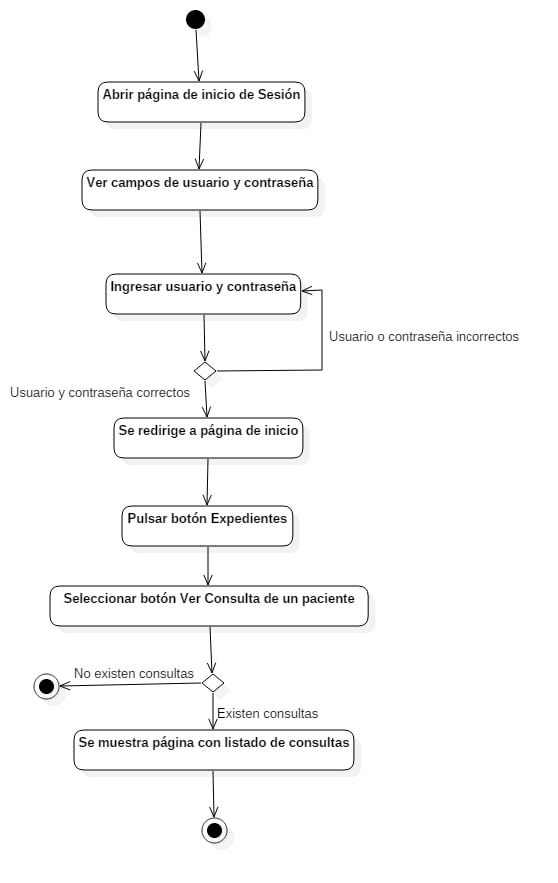 Abrir página de inicio de Sesión
Ver campos de usuario y contraseña
Ingresar usuario y contraseña
Usuario o contraseña incorrectos
Usuario y contraseña correctos
Se redirige a página de inicio
Pulsar botón Expedientes
Seleccionar botón Ver Consulta de un paciente
No existen consultas
Existen consultas
Se muestra página con listado de consultas